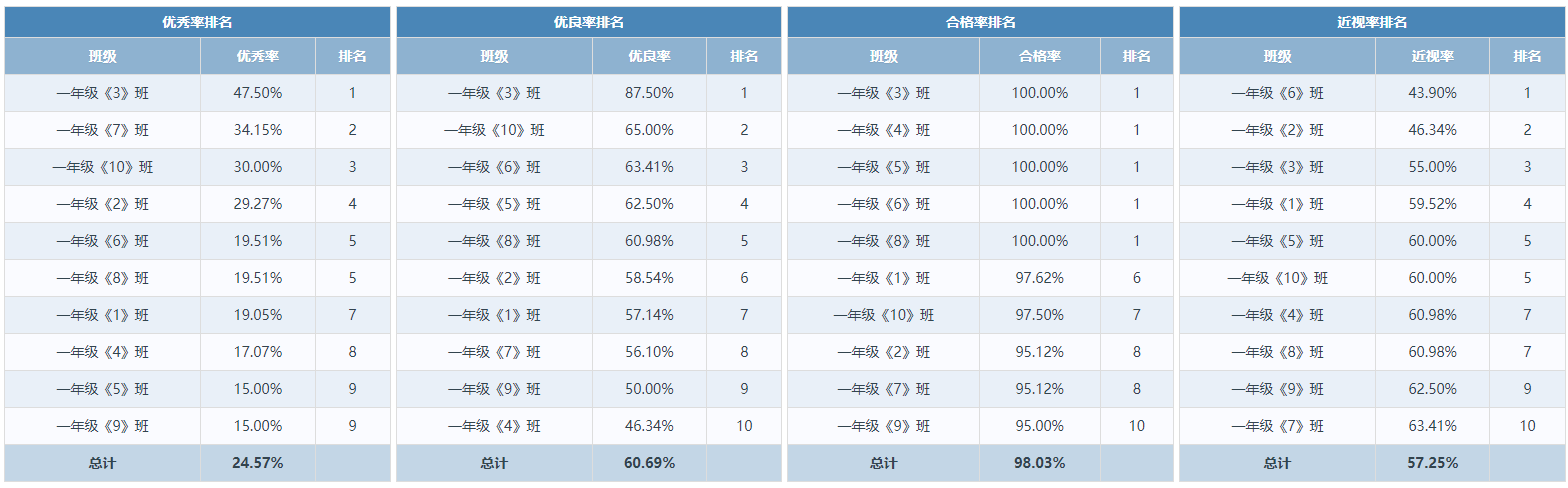 优秀率排名 优良率排名 合格率排名 近视率排名
班级 优秀率 排名 班级 优良率 排名 班级 合格率 排名 班级 近视率 排名
一年级《3》班 47.50% 1 一年级《3》班 87.50% 1 一年级《3》班 100.00% 1 一年级《6》班 43.90% 1
一年级《7》班 34.15% 2 一年级《10》班 65.00% 2 一年级《4》班 100.00% 1 一年级《2》班 46.34% 2
一年级《10》班 30.00% 3 一年级《6》班 63.41% 3 一年级《5》班 100.00% 1 一年级《3》班 55.00% 3
一年级《2》班 29.27% 4 一年级《5》班 62.50% 4 一年级《6》班 100.00% 1 一年级《1》班 59.52% 4
一年级《6》班 19.51% 5 一年级《8》班 60.98% 5 一年级《8》班 100.00% 1 一年级《5》班 60.00% 5
一年级《8》班 19.51% 5 一年级《2》班 58.54% 6 一年级《1》班 97.62% 6 一年级《10》班 60.00% 5
一年级《1》班 19.05% 7 一年级《1》班 57.14% 7 一年级《10》班 97.50% 7 一年级《4》班 60.98% 7
一年级《4》班 17.07% 8 一年级《7》班 56.10% 8 一年级《2》班 95.12% 8 一年级《8》班 60.98% 7
一年级《5》班 15.00% 9 一年级《9》班 50.00% 9 一年级《7》班 95.12% 8 一年级《9》班 62.50% 9
一年级《9》班 15.00% 9 一年级《4》班 46.34% 10 一年级《9》班 95.00% 10 一年级《7》班 63.41% 10
总计 24.57% 总计 60.69% 总计 98.03% 总计 57.25%